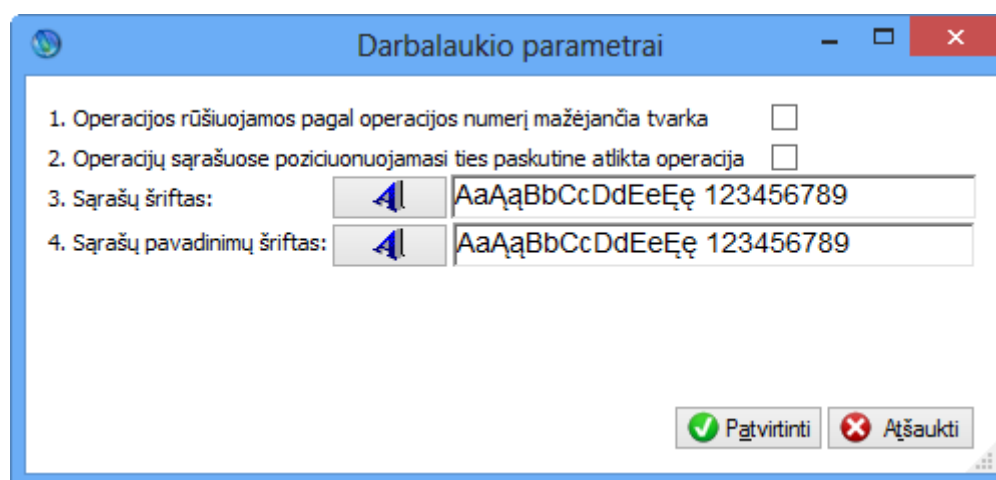 Darbalaukio parametrai
1. Operacijos rūšiuojamos pagal operacijos numerį mažėjančia tvarka
2. Operacijų sąrašuose poziciuonuojamasi ties paskutine atlikta operacija
3. Sąrašų šriftas: A AaĄąBbCcDdEeĘę 123456789
4. Sąrašų pavadinimų šriftas: A AaĄąBbCcDdEeĘę 123456789
Patvirtinti Atšaukti